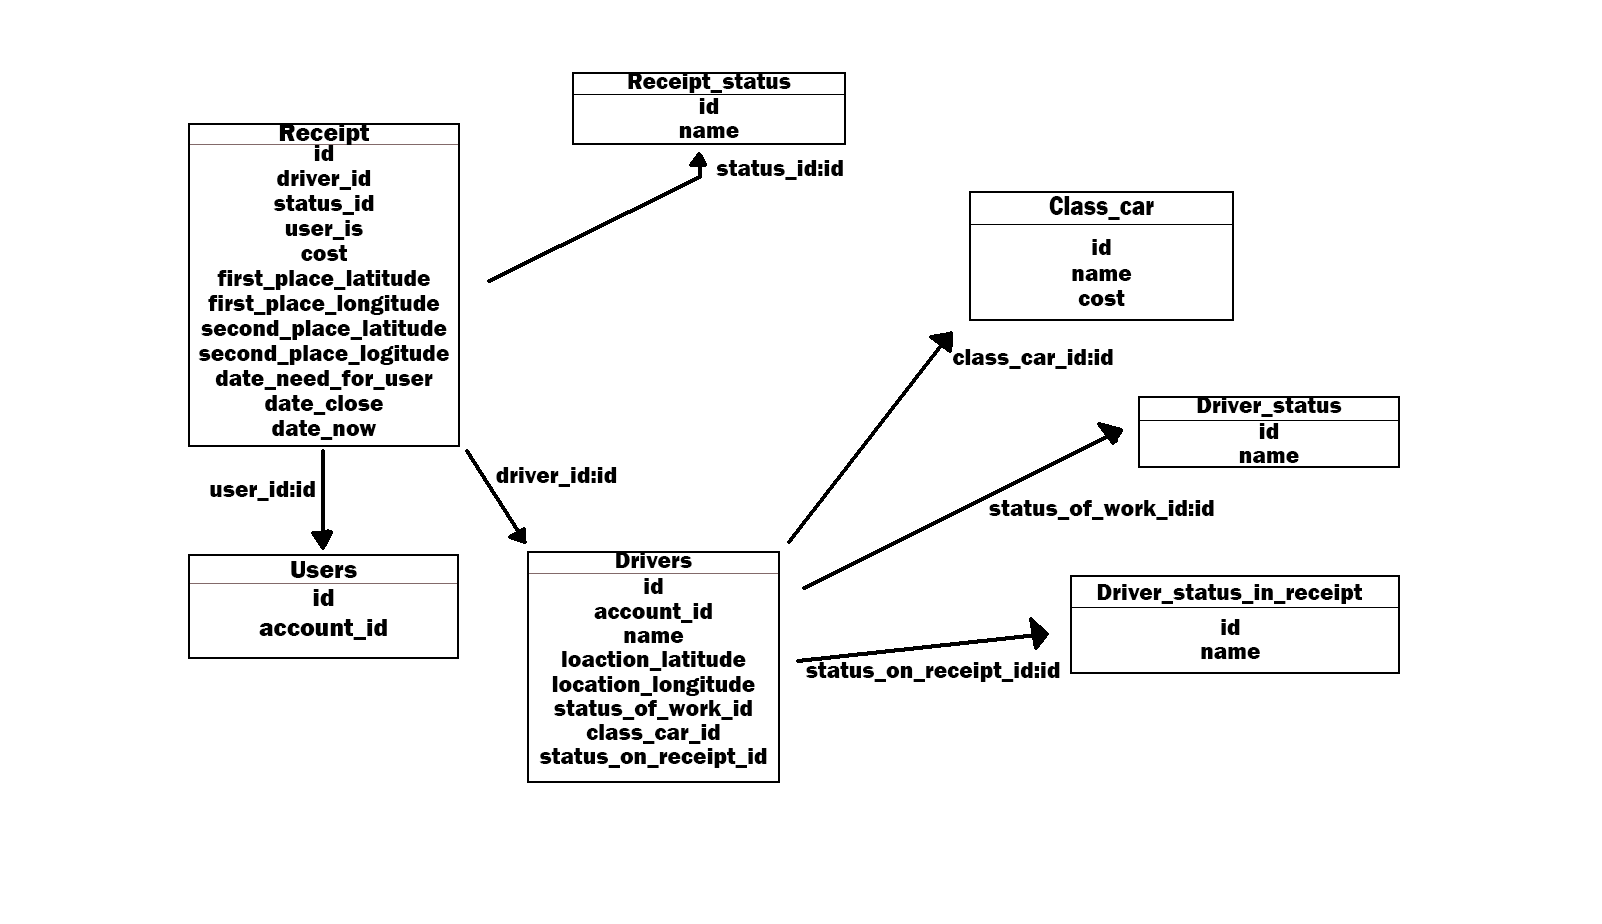 Receipt_status
id
name
status_id:id
Receipt
id
driver_id
status_id
user_is
cost
first_place_latitude
first_place_longitude
second_place_latitude
second_place_logitude
date_need_for_user
date_close
date_now
Class_car
id
name
cost
class_car_id:id
Driver_status
id
name
status_of_work_id:id
user_id:id
driver_id:id
Users
id
account_id
Drivers
id
account_id
name
loaction_latitude
location_longitude
status_of_work_id
class_car_id
status_on_receipt_id
Driver_status_in_receipt
id
name
status_on_receipt_id:id